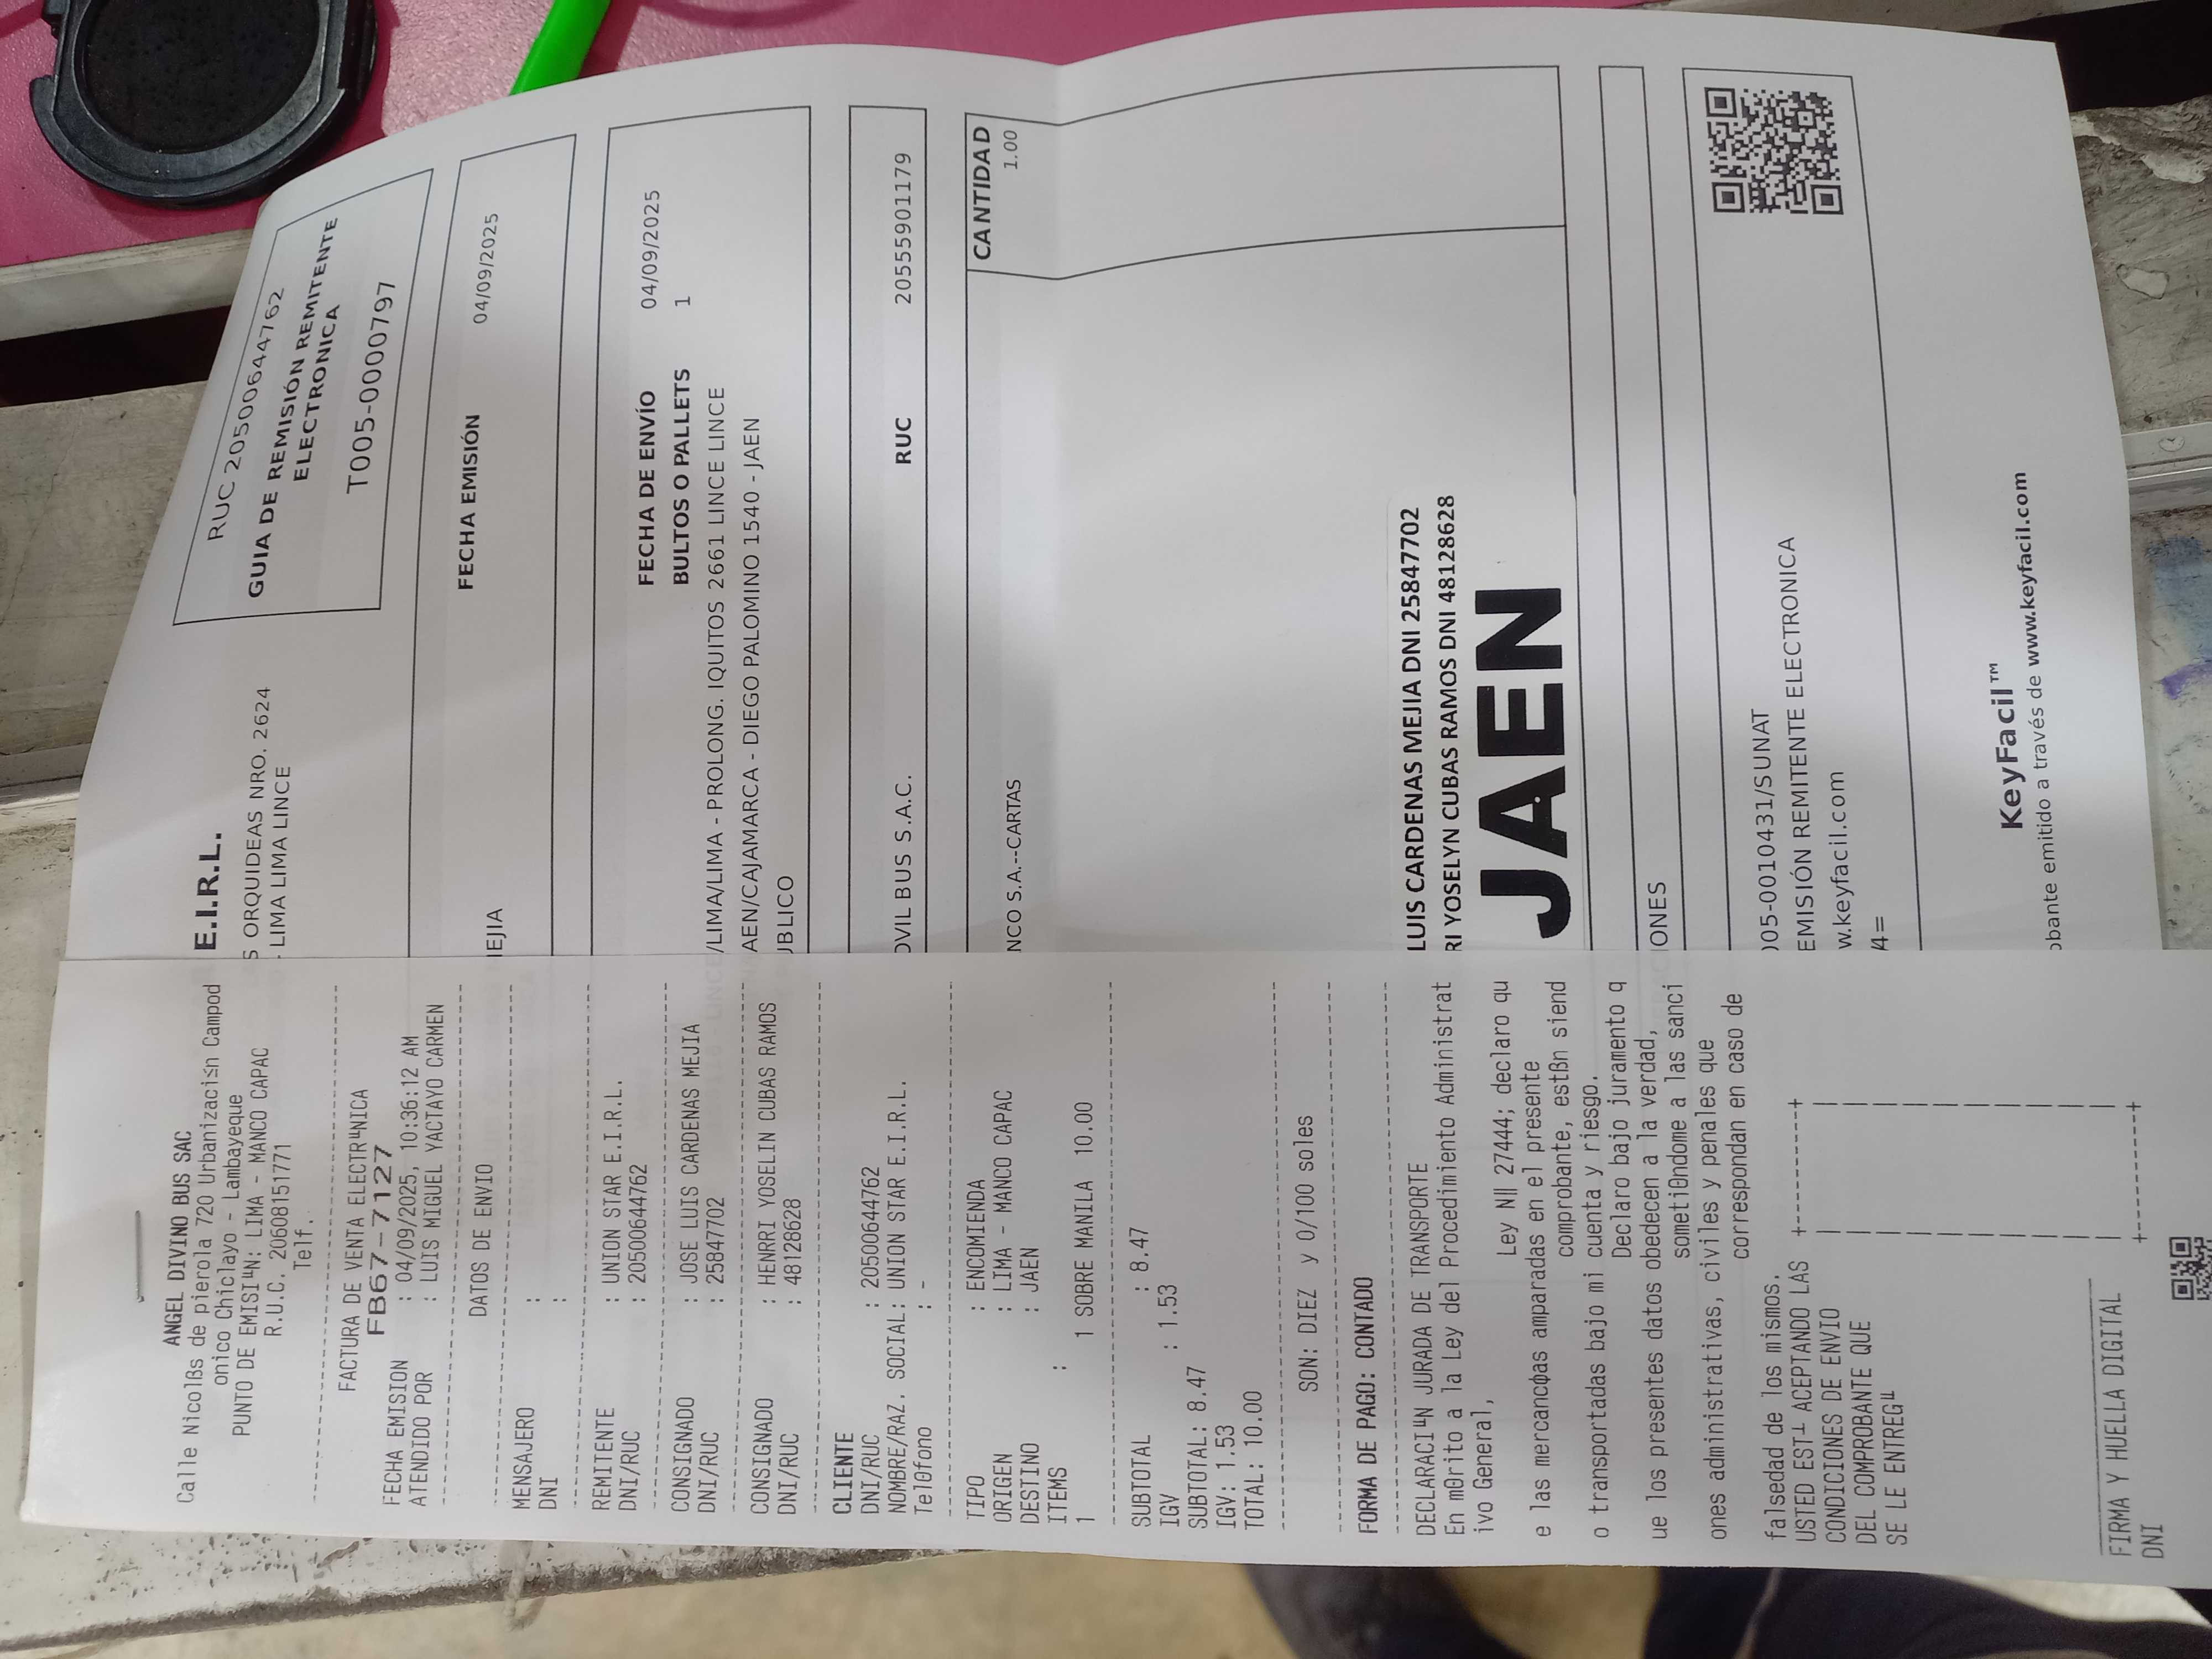 ANGEL DIVINO BUS SAC
Calle Nicolßs de pierola 720 Urbanizacisn Campod
onico Chiclayo - Lambayeque
PUNTO DE EMISIµN: LIMA - MANCO CAPAC
R.U.C. 20608151771
Telf.
FACTURA DE VENTA ELECTRµNICA
FB67-7127
FECHA EMISION : 04/09/2025, 10:36:12 AM
ATENDIDO POR : LUIS MIGUEL YACTAYO CARMEN
DATOS DE ENVIO
MENSAJERO :
DNI :
REMITENTE : UNION STAR E.I.R.L.
DNI/RUC : 20500644762
CONSIGNADO : JOSE LUIS CARDENAS MEJIA
DNI/RUC : 25847702
CONSIGNADO : HENRRI YOSELIN CUBAS RAMOS
DNI/RUC : 48128628
CLIENTE
DNI/RUC : 20500644762
NOMBRE/RAZ. SOCIAL: UNION STAR E.I.R.L.
TelΘfono : -
TIPO : ENCOMIENDA
ORIGEN : LIMA - MANCO CAPAC
DESTINO : JAEN
ITEMS :
1 1 SOBRE MANILA 10.00
SUBTOTAL : 8.47
IGV : 1.53
SUBTOTAL: 8.47
IGV: 1.53
TOTAL: 10.00
SON: DIEZ y 0/100 soles
FORMA DE PAGO: CONTADO
DECLARACIµN JURADA DE TRANSPORTE
En mΘrito a la Ley del Procedimiento Administrat
ivo General,
Ley N║ 27444; declaro qu
e las mercancφas amparadas en el presente
comprobante, estßn siend
o transportadas bajo mi cuenta y riesgo.
Declaro bajo juramento q
ue los presentes datos obedecen a la verdad,
sometiΘndome a las sanci
ones administrativas, civiles y penales que
correspondan en caso de
falsedad de los mismos.
USTED EST┴ ACEPTANDO LAS
CONDICIONES DE ENVIO
DEL COMPROBANTE QUE
SE LE ENTREGµ
FIRMA Y HUELLA DIGITAL
DNI
E.I.R.L.
S ORQUIDEAS NRO. 2624
- LIMA LIMA LINCE
RUC 20500644762
GUIA DE REMISIÓN REMITENTE
ELECTRONICA
T005-00000797
MEJIA FECHA EMISIÓN 04/09/2025
FECHA DE ENVÍO 04/09/2025
BULTOS O PALLETS 1
/LIMA/LIMA - PROLONG. IQUITOS 2661 LINCE LINCE
AEN/CAJAMARCA - DIEGO PALOMINO 1540 - JAEN
UBLICO
OVIL BUS S.A.C. RUC 20555901179
CANTIDAD
NCO S.A.--CARTAS 1.00
LUIS CARDENAS MEJIA DNI 25847702
RI YOSELYN CUBAS RAMOS DNI 48128628
JAEN
IONES
005-0010431/SUNAT
EMISIÓN REMITENTE ELECTRONICA
w.keyfacil.com
4=
KeyFacil™
obante emitido a través de www.keyfacil.com